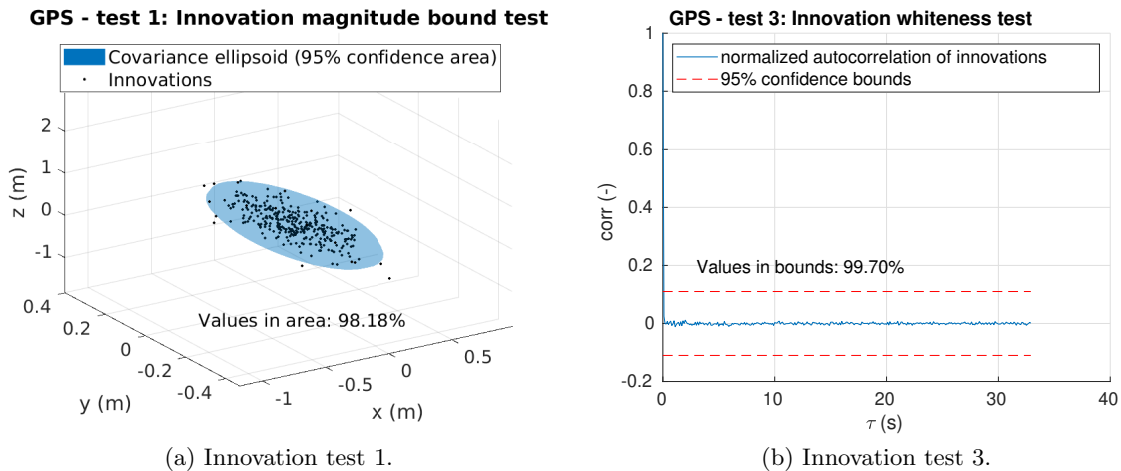 GPS - test 1: Innovation magnitude bound test
Covariance ellipsoid (95% confidence area)
Innovations
2
1
0
-1
z (m)
0.4
0.2
0
-0.2
-0.4
y (m)
Values in area: 98.18%
-1
-0.5
0
0.5
x (m)
(a) Innovation test 1.
GPS - test 3: Innovation whiteness test
normalized autocorrelation of innovations
95% confidence bounds
1
0.8
0.6
0.4
0.2
0
-0.2
corr (-)
Values in bounds: 99.70%
0
10
20
30
40
τ (s)
(b) Innovation test 3.